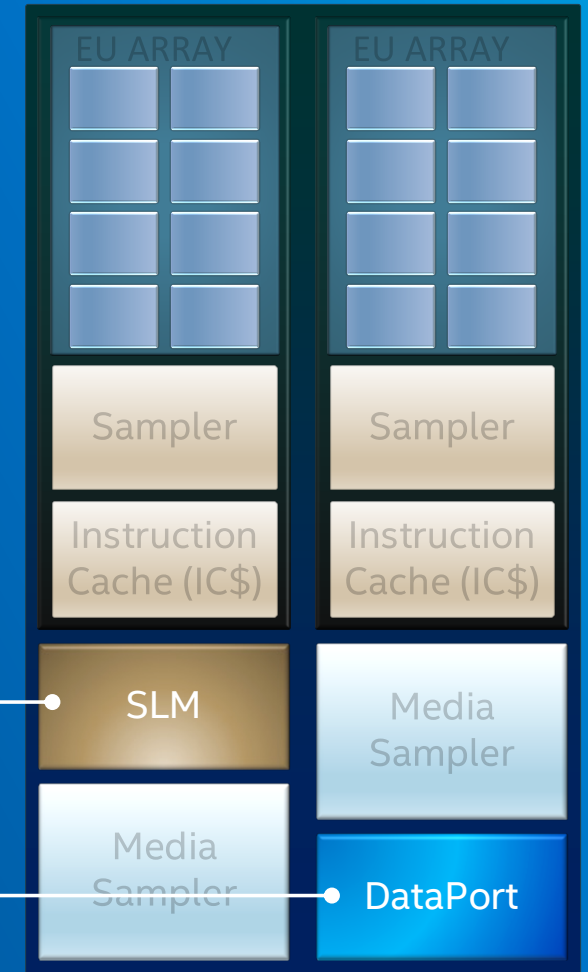 EU ARRAY
EU ARRAY
Sampler
Sampler
Instruction
Cache (IC$)
Instruction
Cache (IC$)
SLM
Media
Sampler
Media
Sampler
DataPort